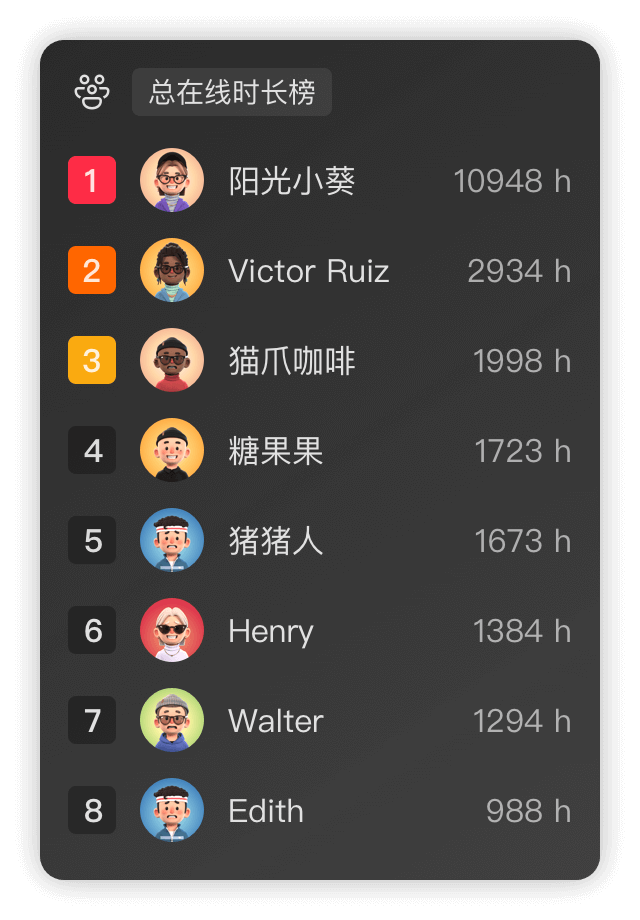 总在线时长榜
1 阳光小葵 10948 h
2 Victor Ruiz 2934 h
3 猫爪咖啡 1998 h
4 糖果果 1723 h
5 猪猪人 1673 h
6 Henry 1384 h
7 Walter 1294 h
8 Edith 988 h